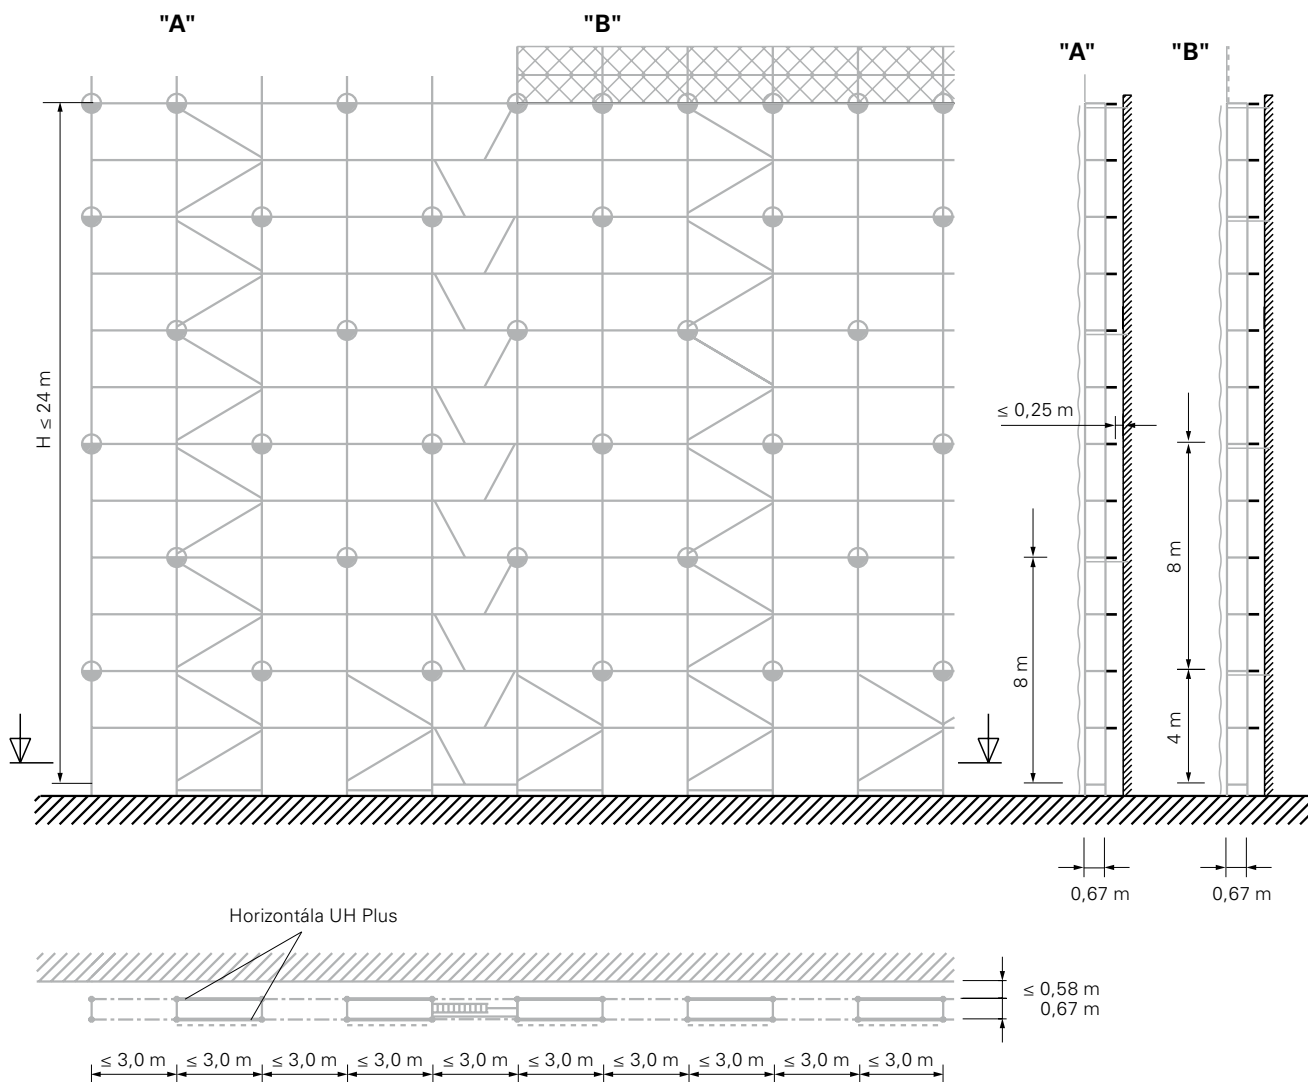 "A"
"B"
"A"
"B"
H ≤ 24 m
≤ 0,25 m
8 m
8 m
4 m
0,67 m
0,67 m
Horizontála UH Plus
≤ 0,58 m
0,67 m
≤ 3,0 m ≤ 3,0 m ≤ 3,0 m ≤ 3,0 m ≤ 3,0 m ≤ 3,0 m ≤ 3,0 m ≤ 3,0 m ≤ 3,0 m ≤ 3,0 m